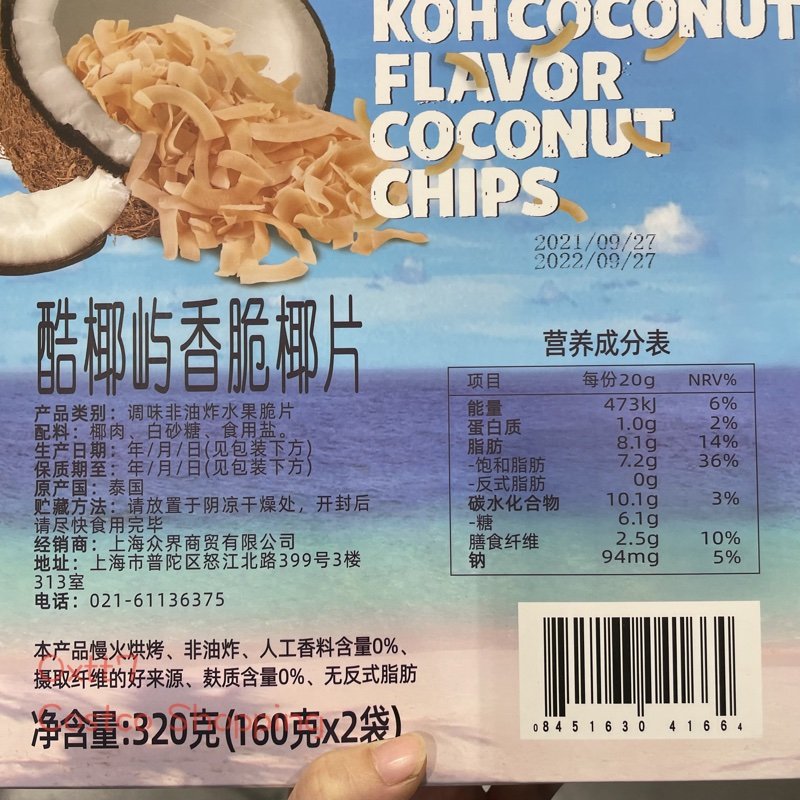 KOH COCONUT
FLAVOR
COCONUT
CHIPS
2021/09/27
2022/09/27
酷椰屿香脆椰片
产品类别：调味非油炸水果脆片
配料：椰肉、白砂糖、食用盐。
生产日期：年/月/日(见包装下方)
保质期至：年/月/日(见包装下方)
原产国：泰国
贮藏方法：请放置于阴凉干燥处，开封后
请尽快食用完毕
经销商：上海众界商贸有限公司
地址：上海市普陀区怒江北路399号3楼
313室
电话：021-61136375
营养成分表
项目 每份20g NRV%
能量 473kJ 6%
蛋白质 1.0g 2%
脂肪 8.1g 14%
-饱和脂肪 7.2g 36%
-反式脂肪 0g
碳水化合物 10.1g 3%
-糖 6.1g
膳食纤维 2.5g 10%
钠 94mg 5%
本产品慢火烘烤、非油炸、人工香料含量0%、
摄取纤维的好来源、麸质含量0%、无反式脂肪
净含量:320克(160克x2袋)
Costco Shopping
0 851630 041664